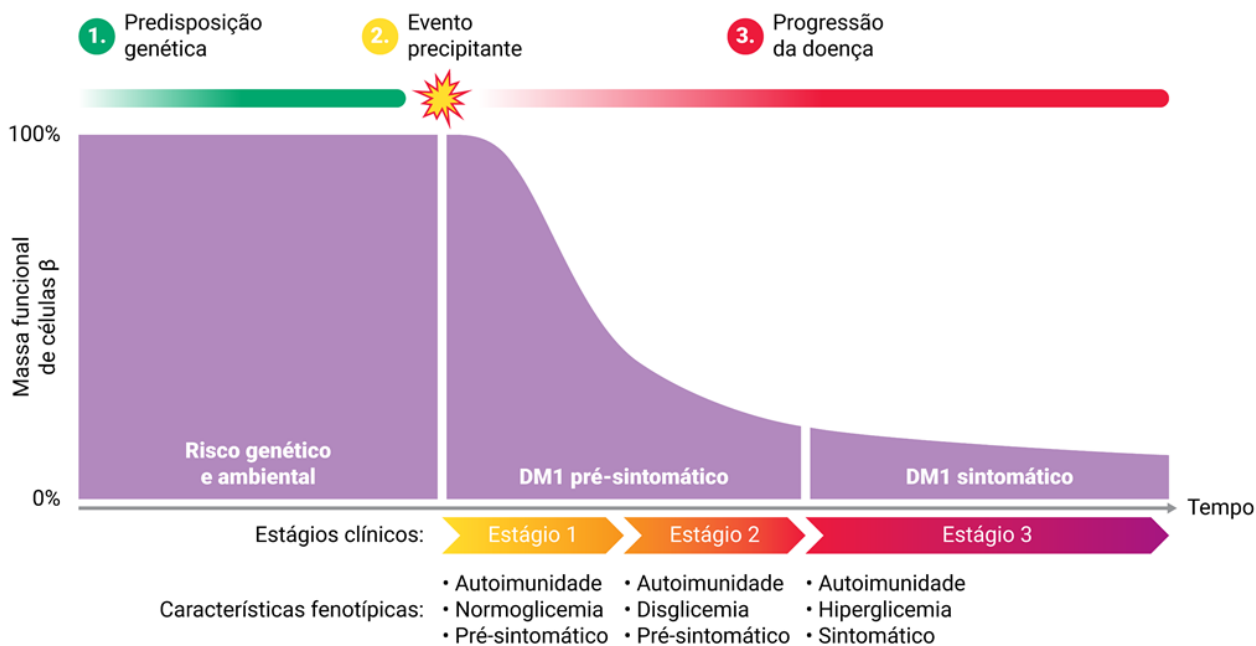 1. Predisposição
genética
2. Evento
precipitante
3. Progressão
da doença
100%
Massa funcional
de células β
Risco genético
e ambiental
DM1 pré-sintomático
DM1 sintomático
0%
Tempo
Estágios clínicos:
Estágio 1
Estágio 2
Estágio 3
Características fenotípicas:
• Autoimunidade
• Normoglicemia
• Pré-sintomático
• Autoimunidade
• Disglicemia
• Pré-sintomático
• Autoimunidade
• Hiperglicemia
• Sintomático